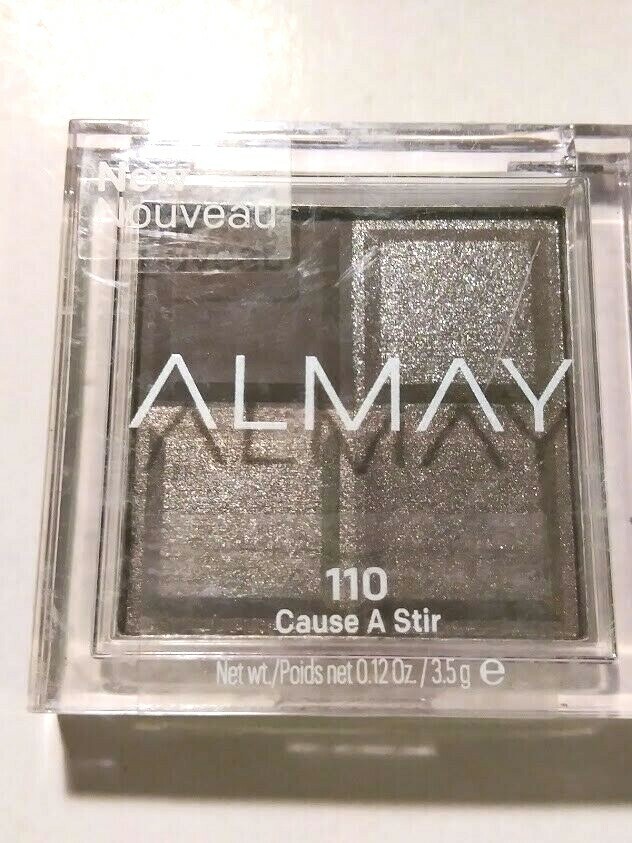 New
Nouveau
ALMAY
110
Cause A Stir
Net wt./Poids net 0.12 Oz. / 3.5 g e